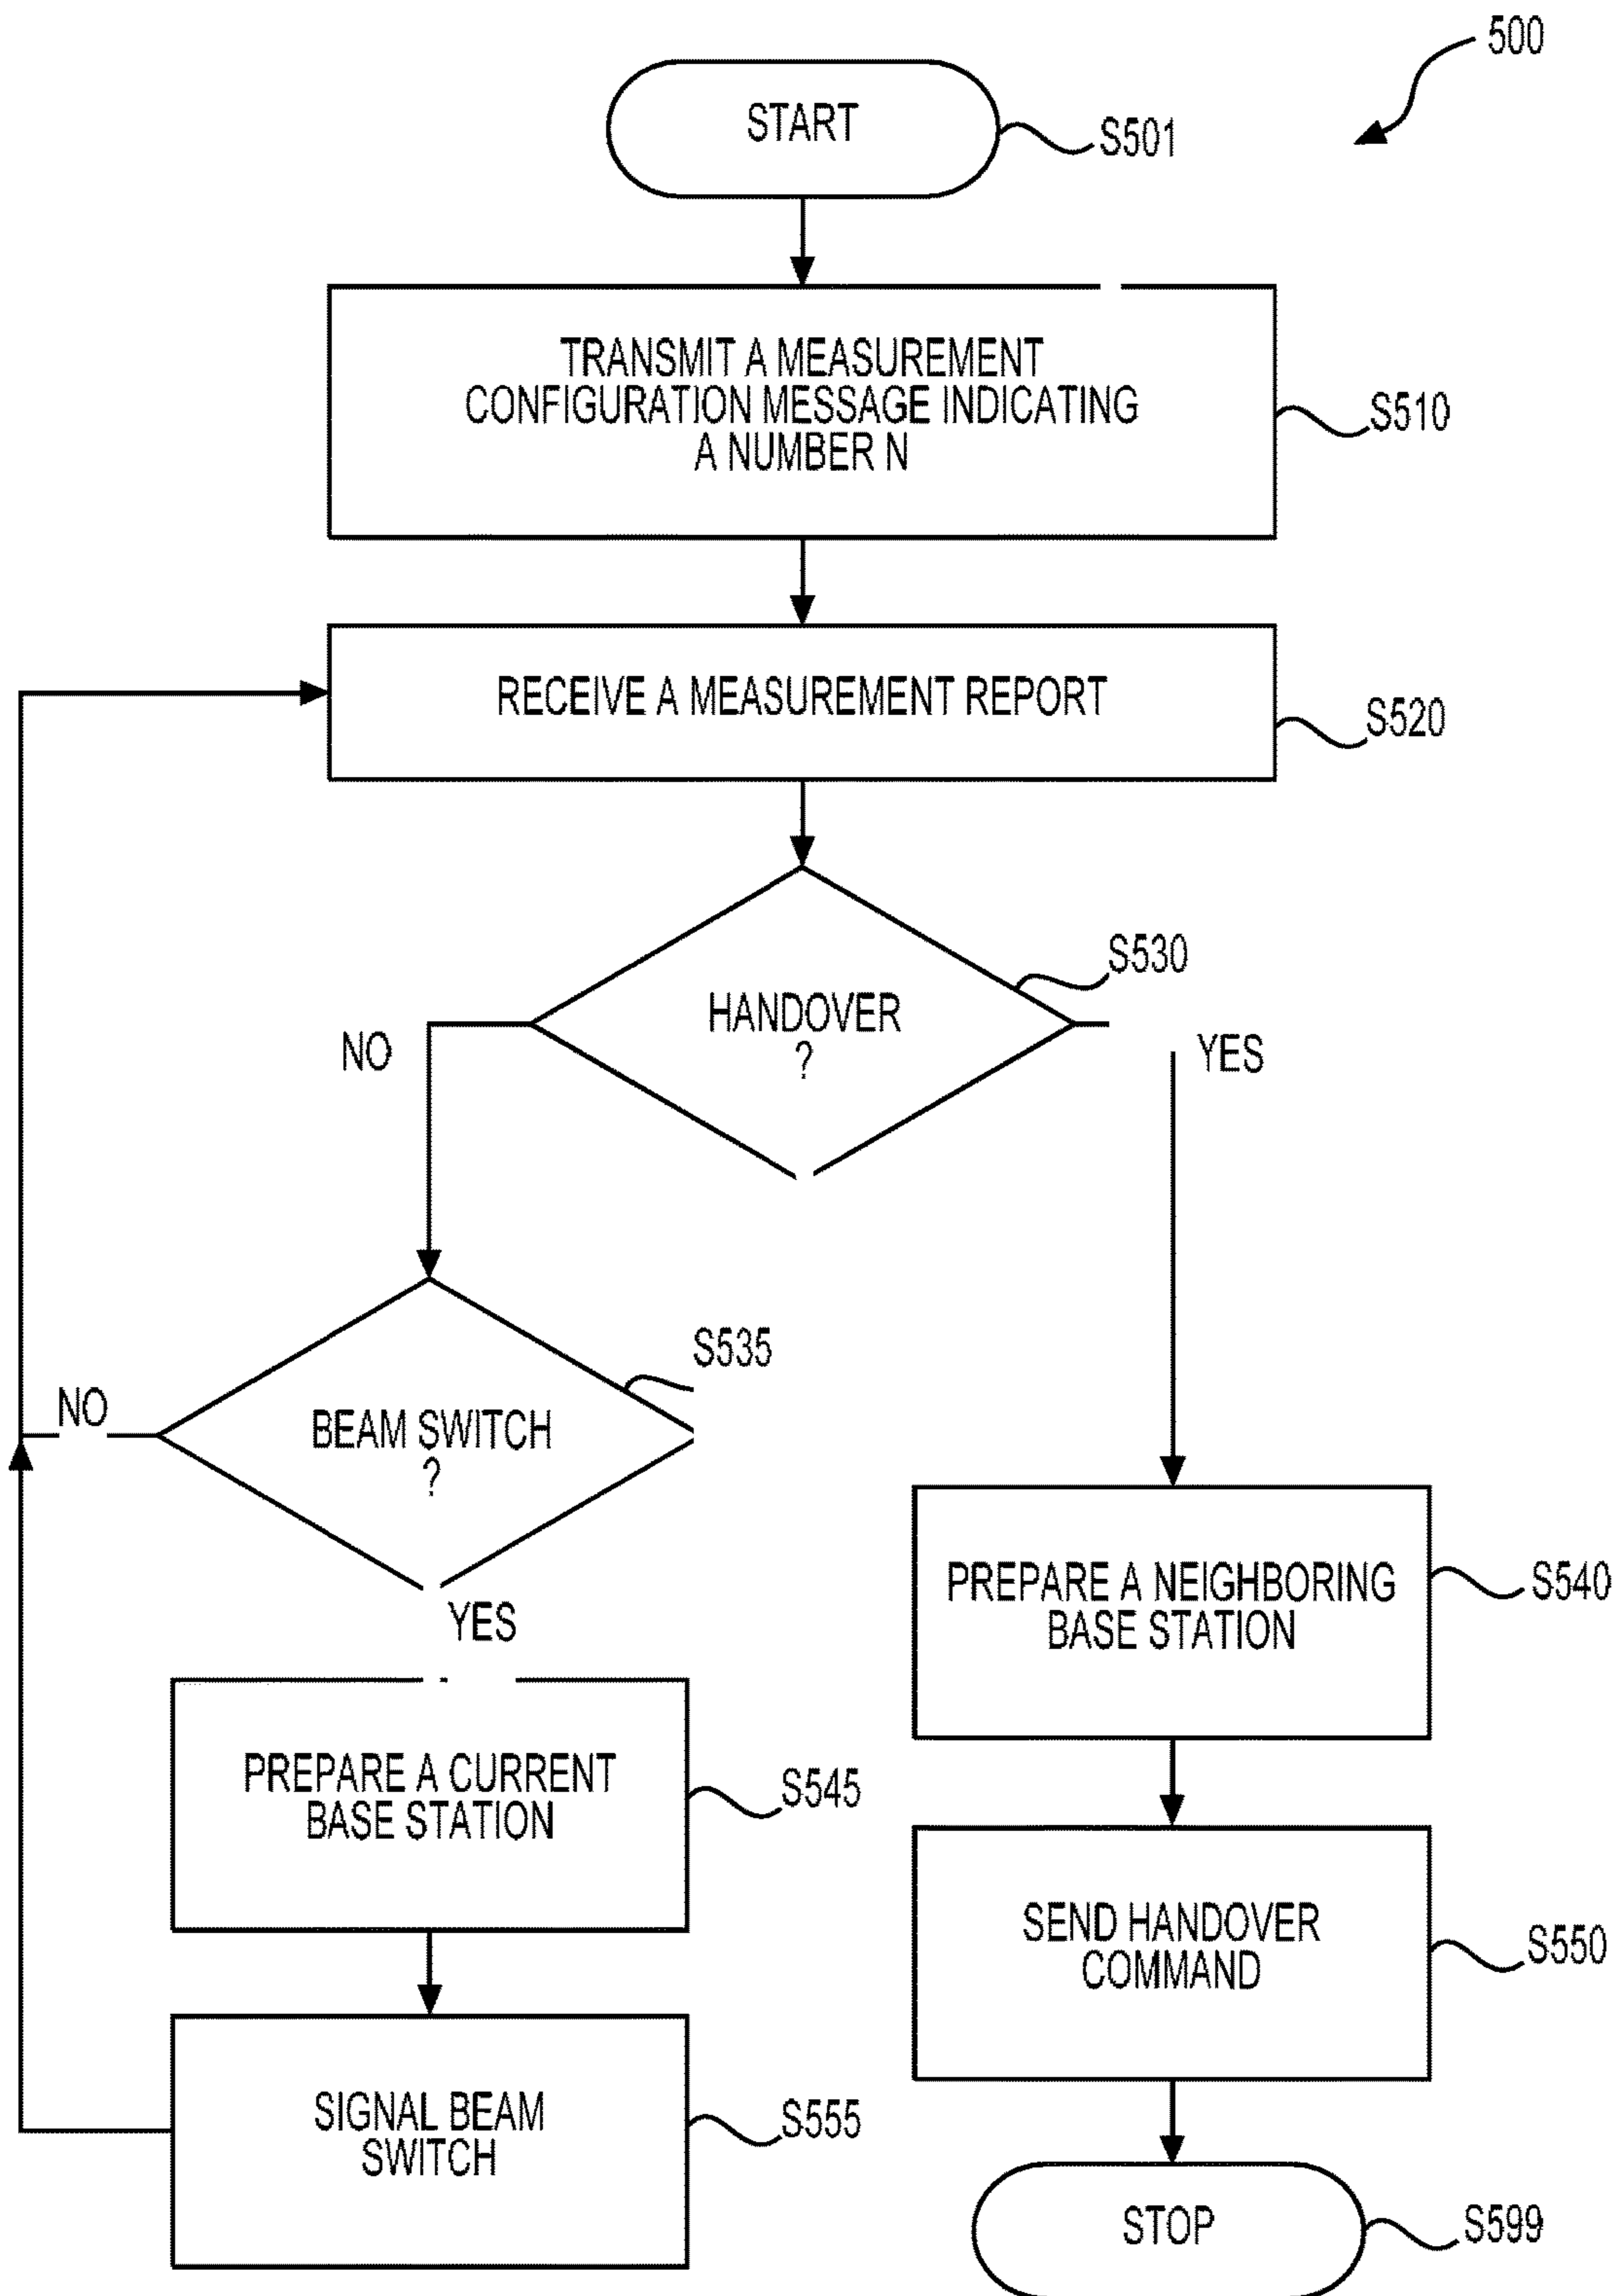 500
START
S501
TRANSMIT A MEASUREMENT
CONFIGURATION MESSAGE INDICATING
A NUMBER N
S510
RECEIVE A MEASUREMENT REPORT
S520
S530
HANDOVER
?
NO
YES
S535
NO
BEAM SWITCH
?
YES
PREPARE A NEIGHBORING
BASE STATION
S540
PREPARE A CURRENT
BASE STATION
S545
SEND HANDOVER
COMMAND
S550
SIGNAL BEAM
SWITCH
S555
STOP
S599